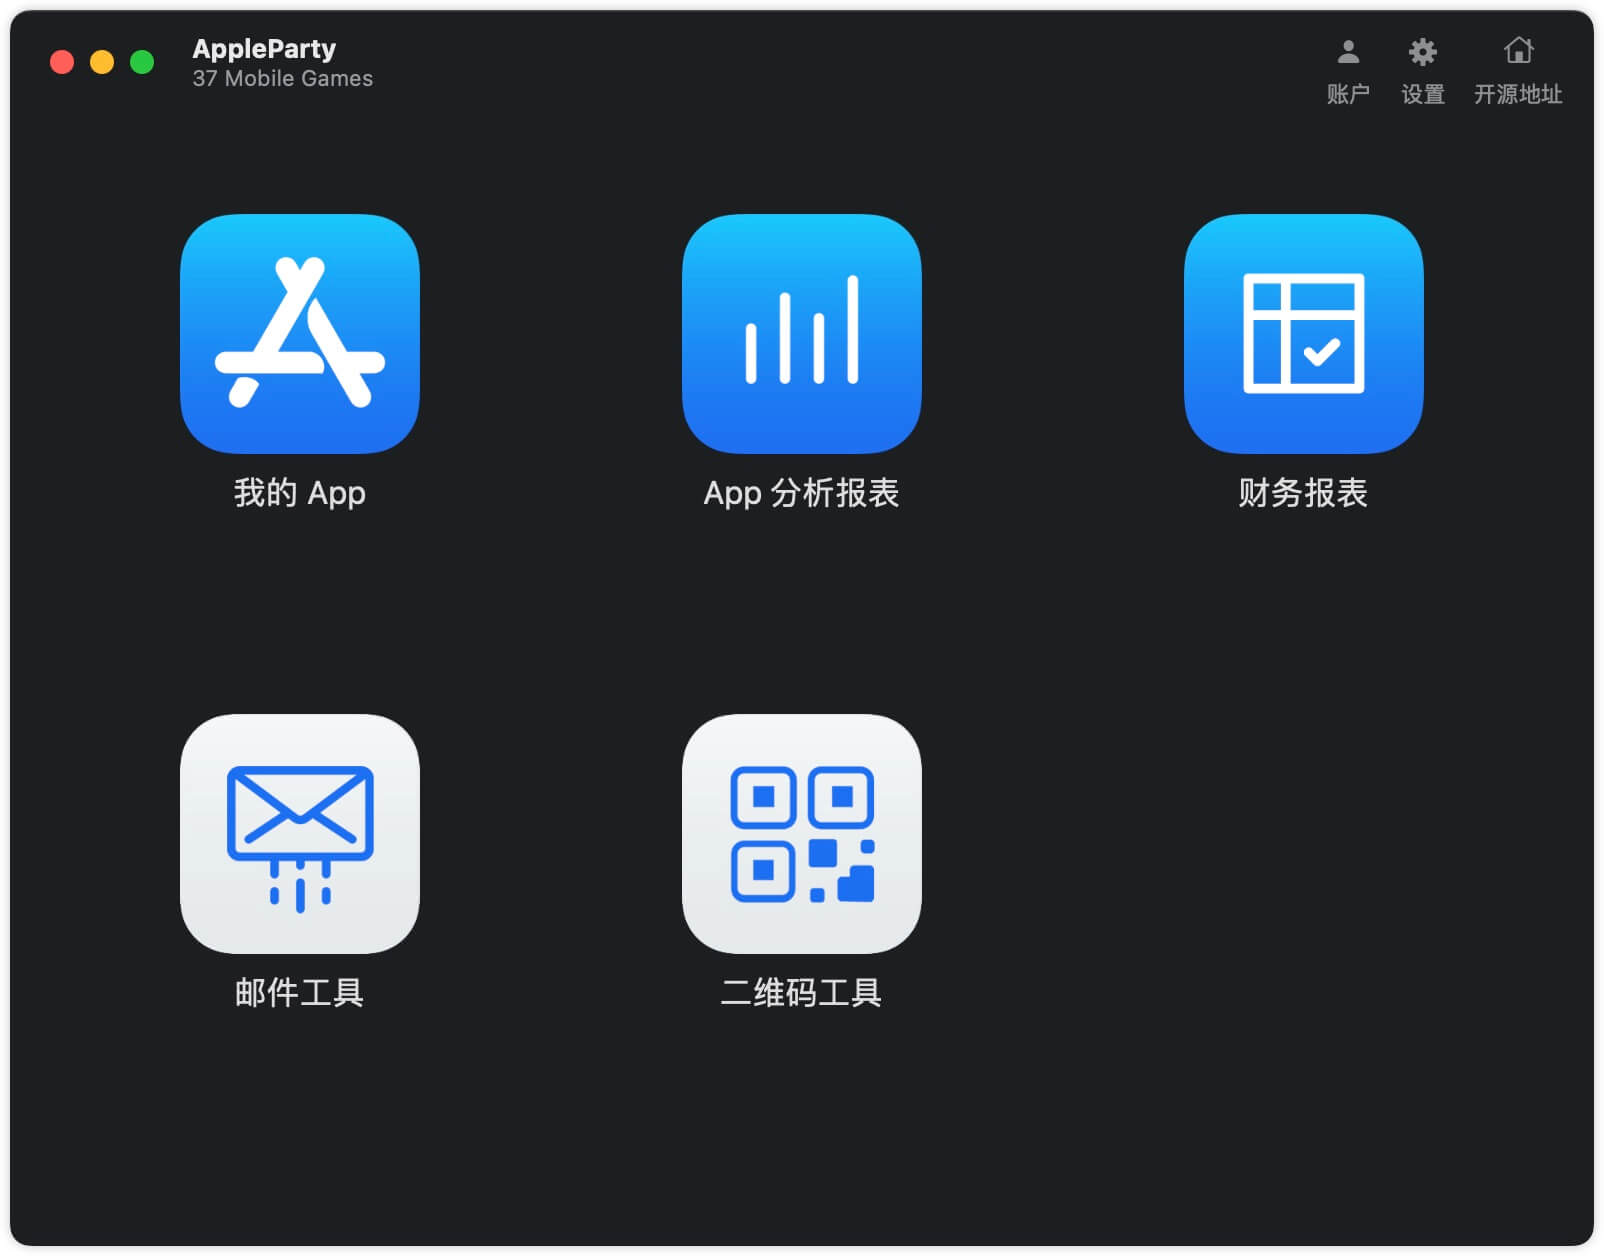 AppleParty
37 Mobile Games
账户
设置
开源地址
我的 App
App 分析报表
财务报表
邮件工具
二维码工具